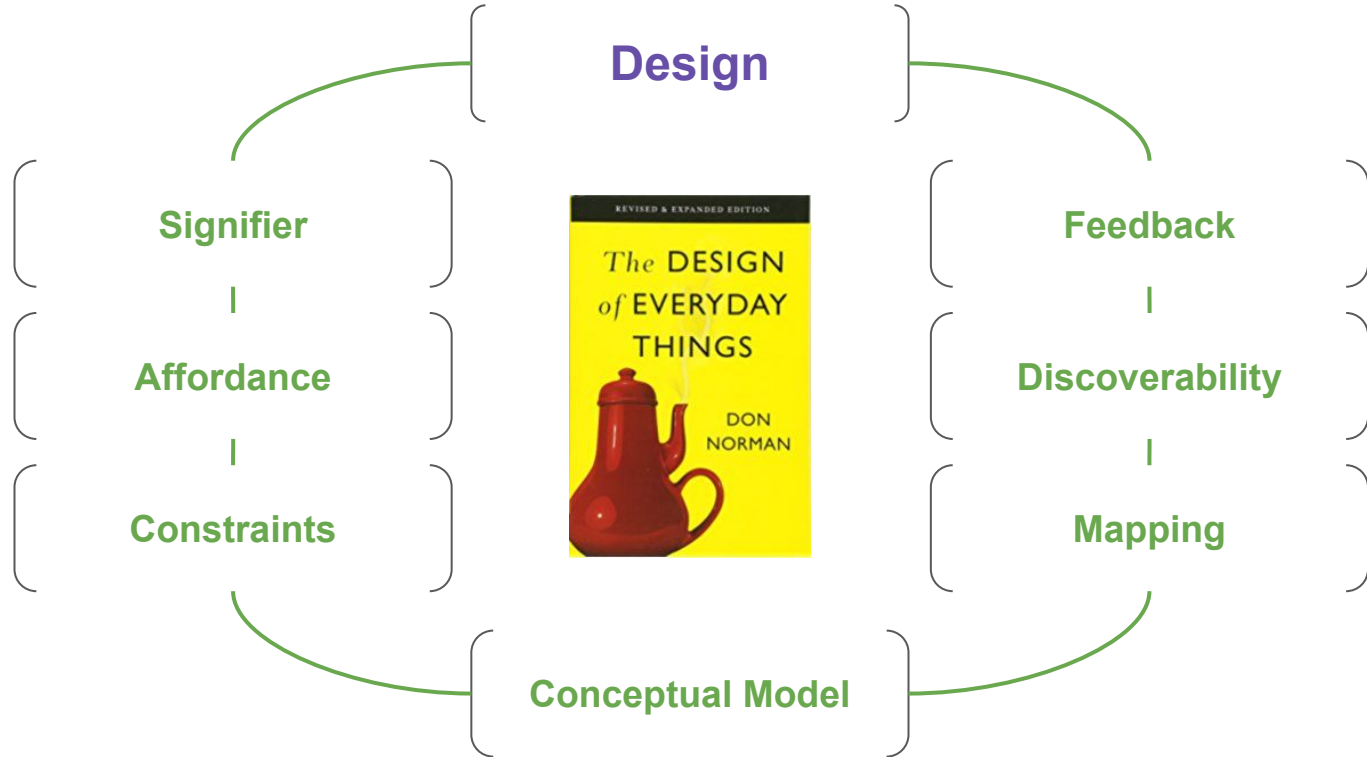 Design
Signifier
Feedback
REVISED & EXPANDED EDITION
The DESIGN
of EVERYDAY
THINGS
Affordance
Discoverability
DON
NORMAN
Constraints
Mapping
Conceptual Model